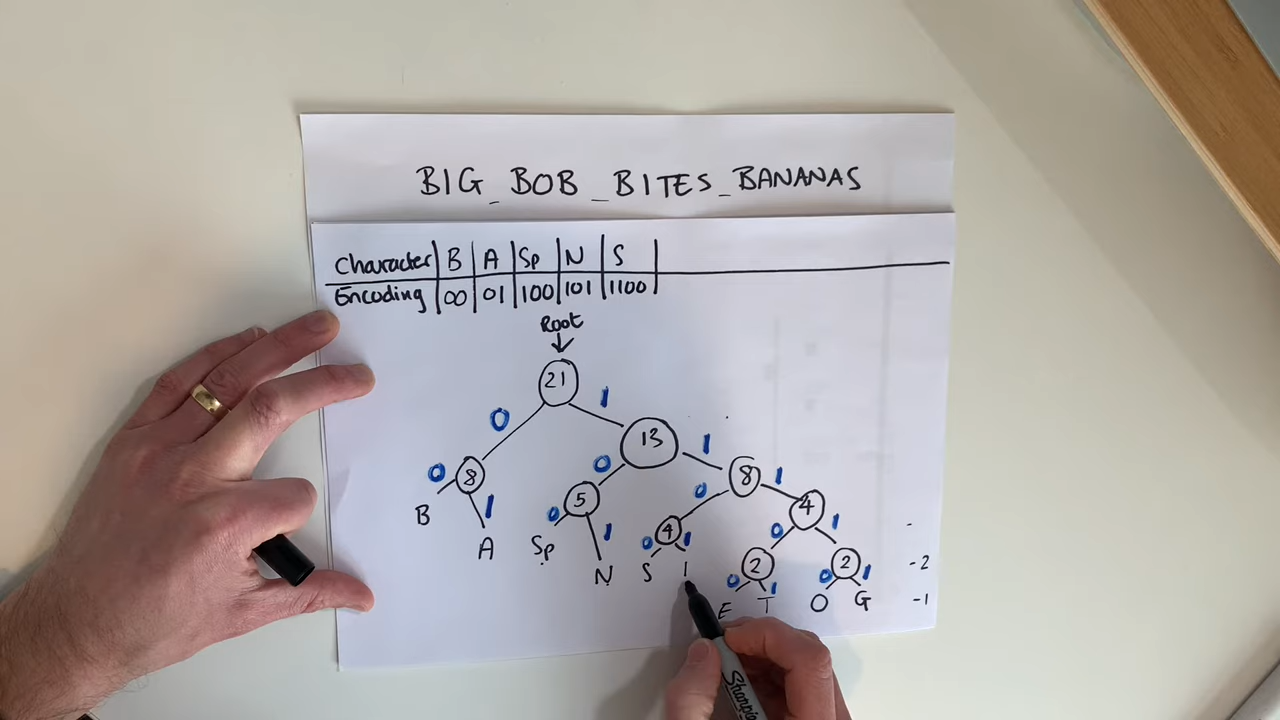 BIG_BOB_BITES_BANANAS
Character B A Sp N S
Encoding 00 01 100 101 1100
Root
21
0 1
13
0 8 0 1
1 5 0 8 1
B 0 1 4 0 1 4
A Sp 0 1 0 1
N S I 2 2 -2
0 1 0 1
E T O G -1
Sharpie